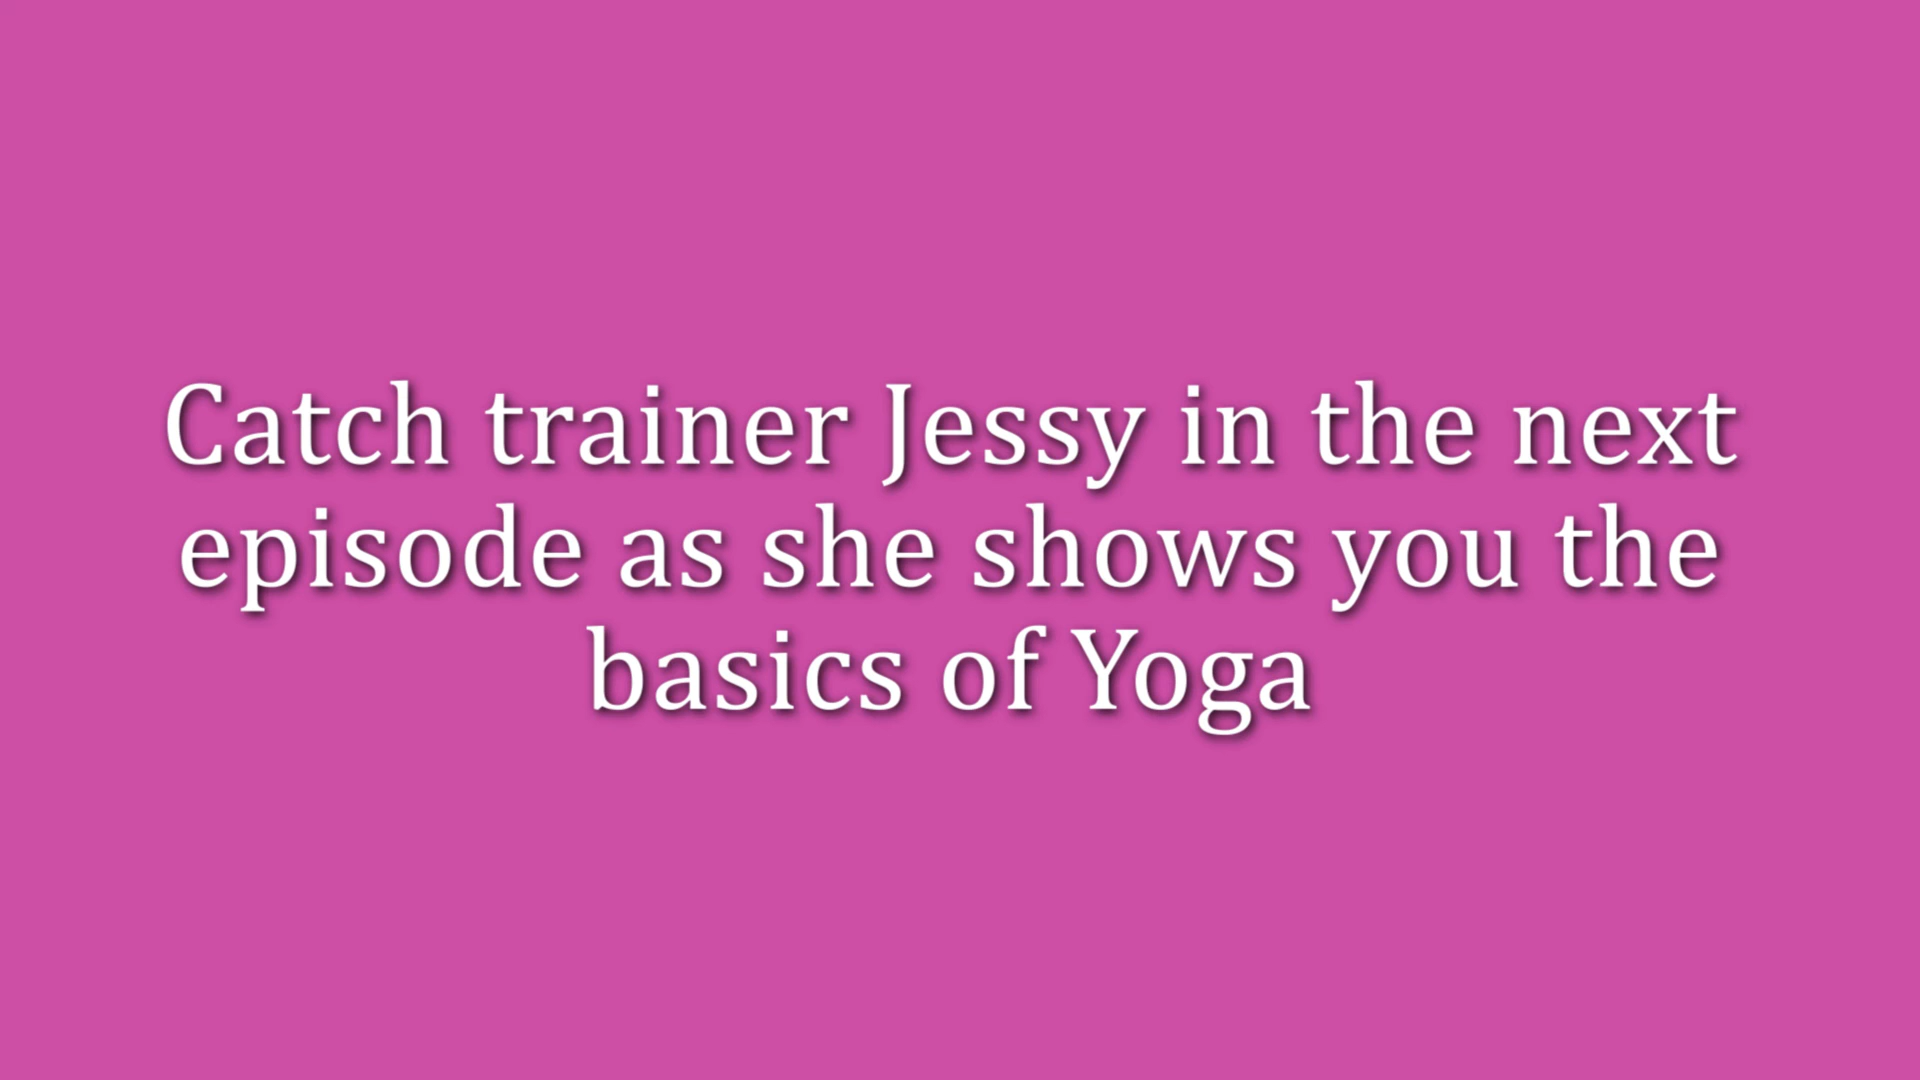 Catch trainer Jessy in the next
episode as she shows you the
basics of Yoga